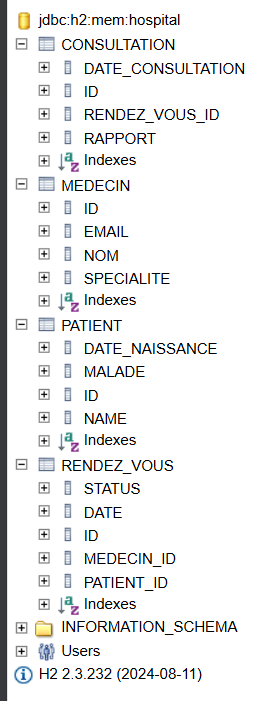 jdbc:h2:mem:hospital
CONSULTATION
DATE_CONSULTATION
ID
RENDEZ_VOUS_ID
RAPPORT
Indexes
MEDECIN
ID
EMAIL
NOM
SPECIALITE
Indexes
PATIENT
DATE_NAISSANCE
MALADE
ID
NAME
Indexes
RENDEZ_VOUS
STATUS
DATE
ID
MEDECIN_ID
PATIENT_ID
Indexes
INFORMATION_SCHEMA
Users
H2 2.3.232 (2024-08-11)